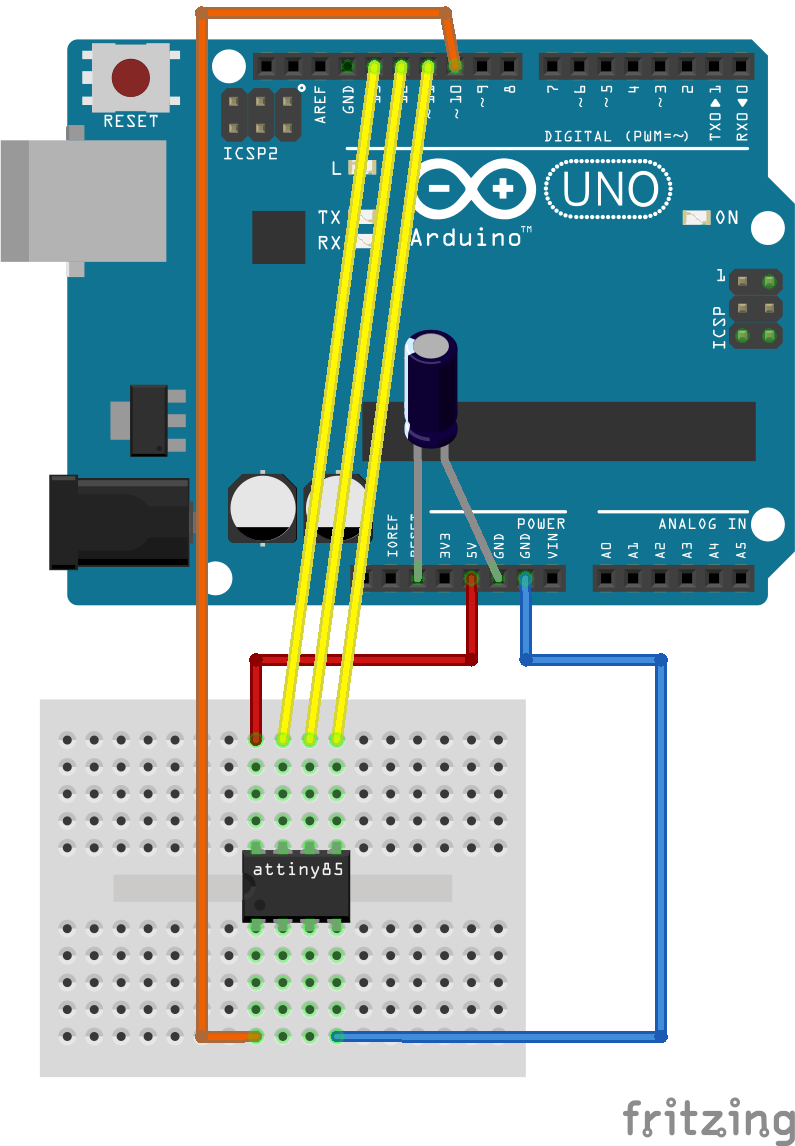 RESET
ICSP2
AREF
GND
13
12
~11
~10
~9
8
7
~6
~5
4
~3
2
TX0▶1
RX0◀0
DIGITAL (PWM=~)
L
TX
RX
UNO
Arduino™
ON
1
ICSP
IOREF
RESET
3V3
5V
GND
GND
VIN
POWER
ANALOG IN
A0
A1
A2
A3
A4
A5
attiny85
fritzing